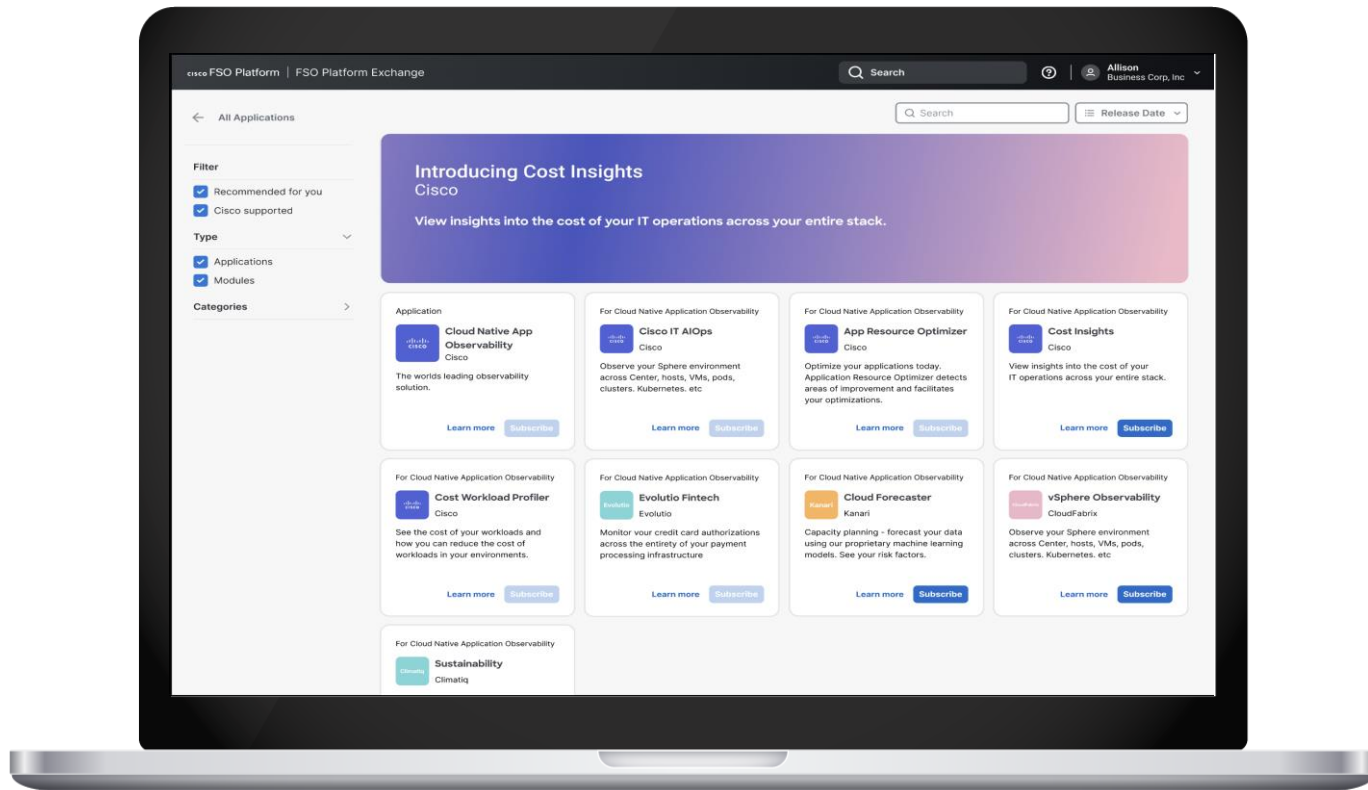 cisco FSO Platform | FSO Platform Exchange
Search
Allison
Business Corp, Inc
All Applications
Search
Release Date
Filter
Recommended for you
Cisco supported
Type
Applications
Modules
Categories
Introducing Cost Insights
Cisco
View insights into the cost of your IT operations across your entire stack.
Application
cisco
Cloud Native App
Observability
Cisco
The worlds leading observability
solution.
Learn more
Subscribe
For Cloud Native Application Observability
cisco
Cisco IT AIOps
Cisco
Observe your Sphere environment
across Center, hosts, VMs, pods,
clusters. Kubernetes. etc
Learn more
Subscribe
For Cloud Native Application Observability
cisco
App Resource Optimizer
Cisco
Optimize your applications today.
Application Resource Optimizer detects
areas of improvement and facilitates
your optimizations.
Learn more
Subscribe
For Cloud Native Application Observability
cisco
Cost Insights
Cisco
View insights into the cost of your
IT operations across your entire stack.
Learn more
Subscribe
For Cloud Native Application Observability
cisco
Cost Workload Profiler
Cisco
See the cost of your workloads and
how you can reduce the cost of
workloads in your environments.
Learn more
Subscribe
For Cloud Native Application Observability
Evolutio
Evolutio Fintech
Evolutio
Monitor your credit card authorizations
across the entirety of your payment
processing infrastructure
Learn more
Subscribe
For Cloud Native Application Observability
Kanari
Cloud Forecaster
Kanari
Capacity planning - forecast your data
using our proprietary machine learning
models. See your risk factors.
Learn more
Subscribe
For Cloud Native Application Observability
CloudFabrix
vSphere Observability
CloudFabrix
Observe your Sphere environment
across Center, hosts, VMs, pods,
clusters. Kubernetes. etc
Learn more
Subscribe
For Cloud Native Application Observability
Climatiq
Sustainability
Climatiq